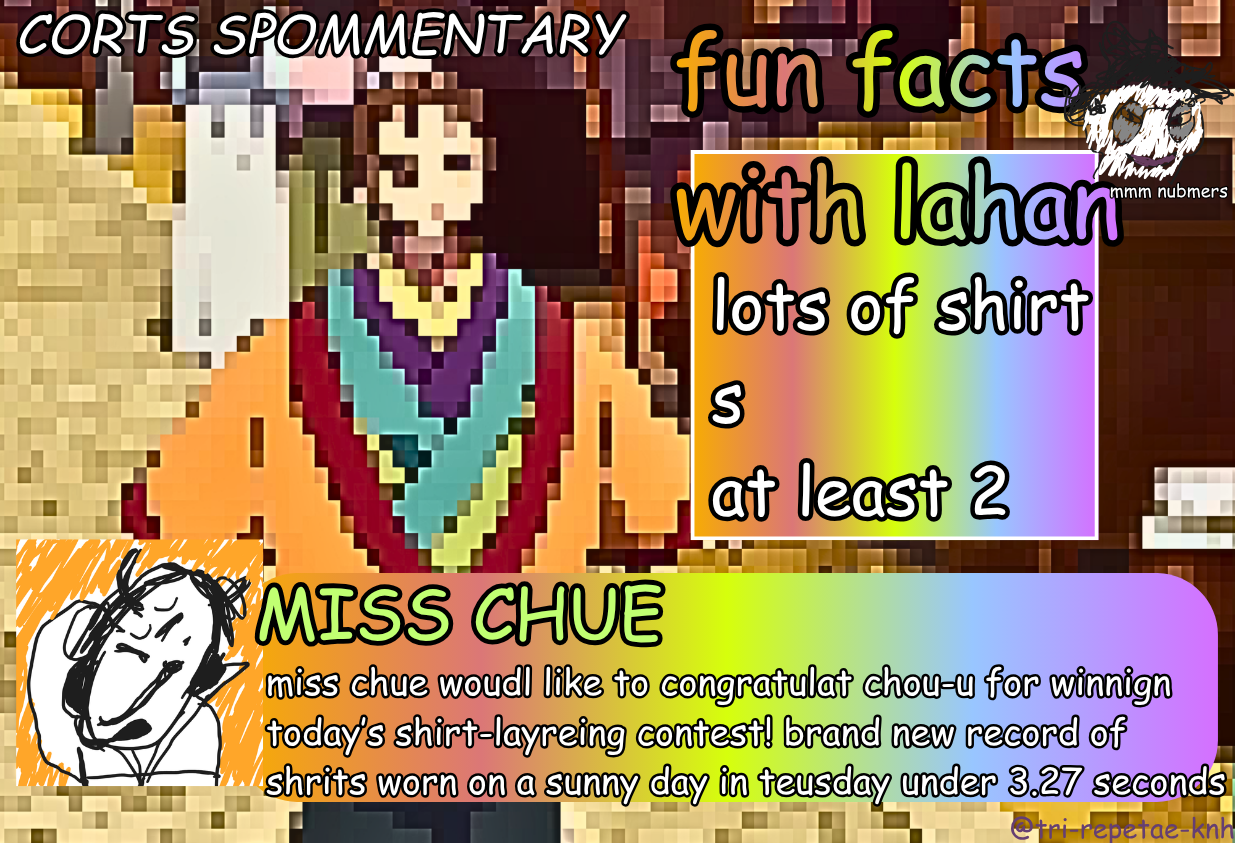 CORTS SPOMMENTARY
fun facts
with lahan
mmm nubmers
lots of shirt
s
at least 2
MISS CHUE
miss chue woudl like to congratulat chou-u for winnign
today's shirt-layreing contest! brand new record of
shrits worn on a sunny day in teusday under 3.27 seconds
@tri-repetae-knh